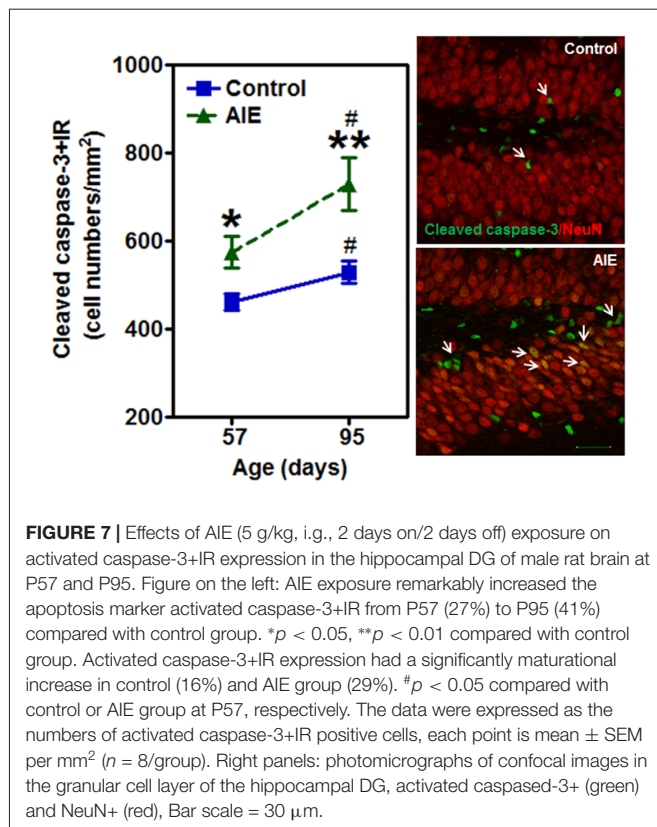 1000
800
600
400
200
Cleaved caspase-3+IR
(cell numbers/mm²)
Control
AIE
*
#
**
#
57
95
Age (days)
Control
Cleaved caspase-3/NeuN
AIE
FIGURE 7 | Effects of AIE (5 g/kg, i.g., 2 days on/2 days off) exposure on
activated caspase-3+IR expression in the hippocampal DG of male rat brain at
P57 and P95. Figure on the left: AIE exposure remarkably increased the
apoptosis marker activated caspase-3+IR from P57 (27%) to P95 (41%)
compared with control group. *p < 0.05, **p < 0.01 compared with control
group. Activated caspase-3+IR expression had a significantly maturational
increase in control (16%) and AIE group (29%). #p < 0.05 compared with
control or AIE group at P57, respectively. The data were expressed as the
numbers of activated caspase-3+IR positive cells, each point is mean ± SEM
per mm² (n = 8/group). Right panels: photomicrographs of confocal images in
the granular cell layer of the hippocampal DG, activated caspased-3+ (green)
and NeuN+ (red), Bar scale = 30 μm.